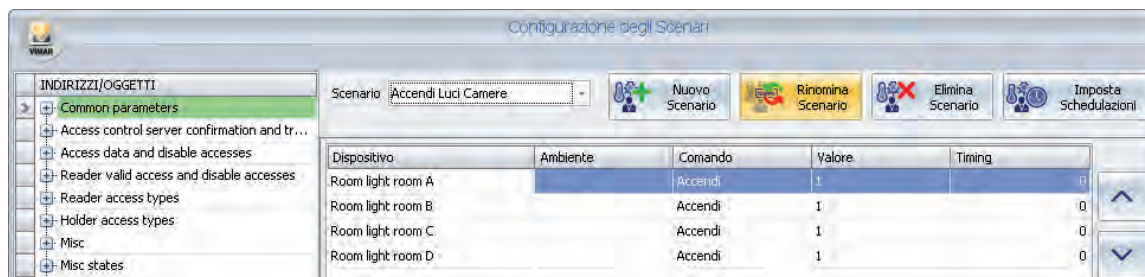 Configurazione degli Scenari
VIMAR
INDIRIZZI/OGGETTI
Common parameters
Access control server confirmation and tr...
Access data and disable accesses
Reader valid access and disable accesses
Reader access types
Holder access types
Misc
Misc states
Scenario Accendi Luci Camere
Nuovo
Scenario
Rinomina
Scenario
Elimina
Scenario
Imposta
Schedulazioni
Dispositivo Ambiente Comando Valore Timing
Room light room A Accendi 1 0
Room light room B Accendi 1 0
Room light room C Accendi 1 0
Room light room D Accendi 1 0